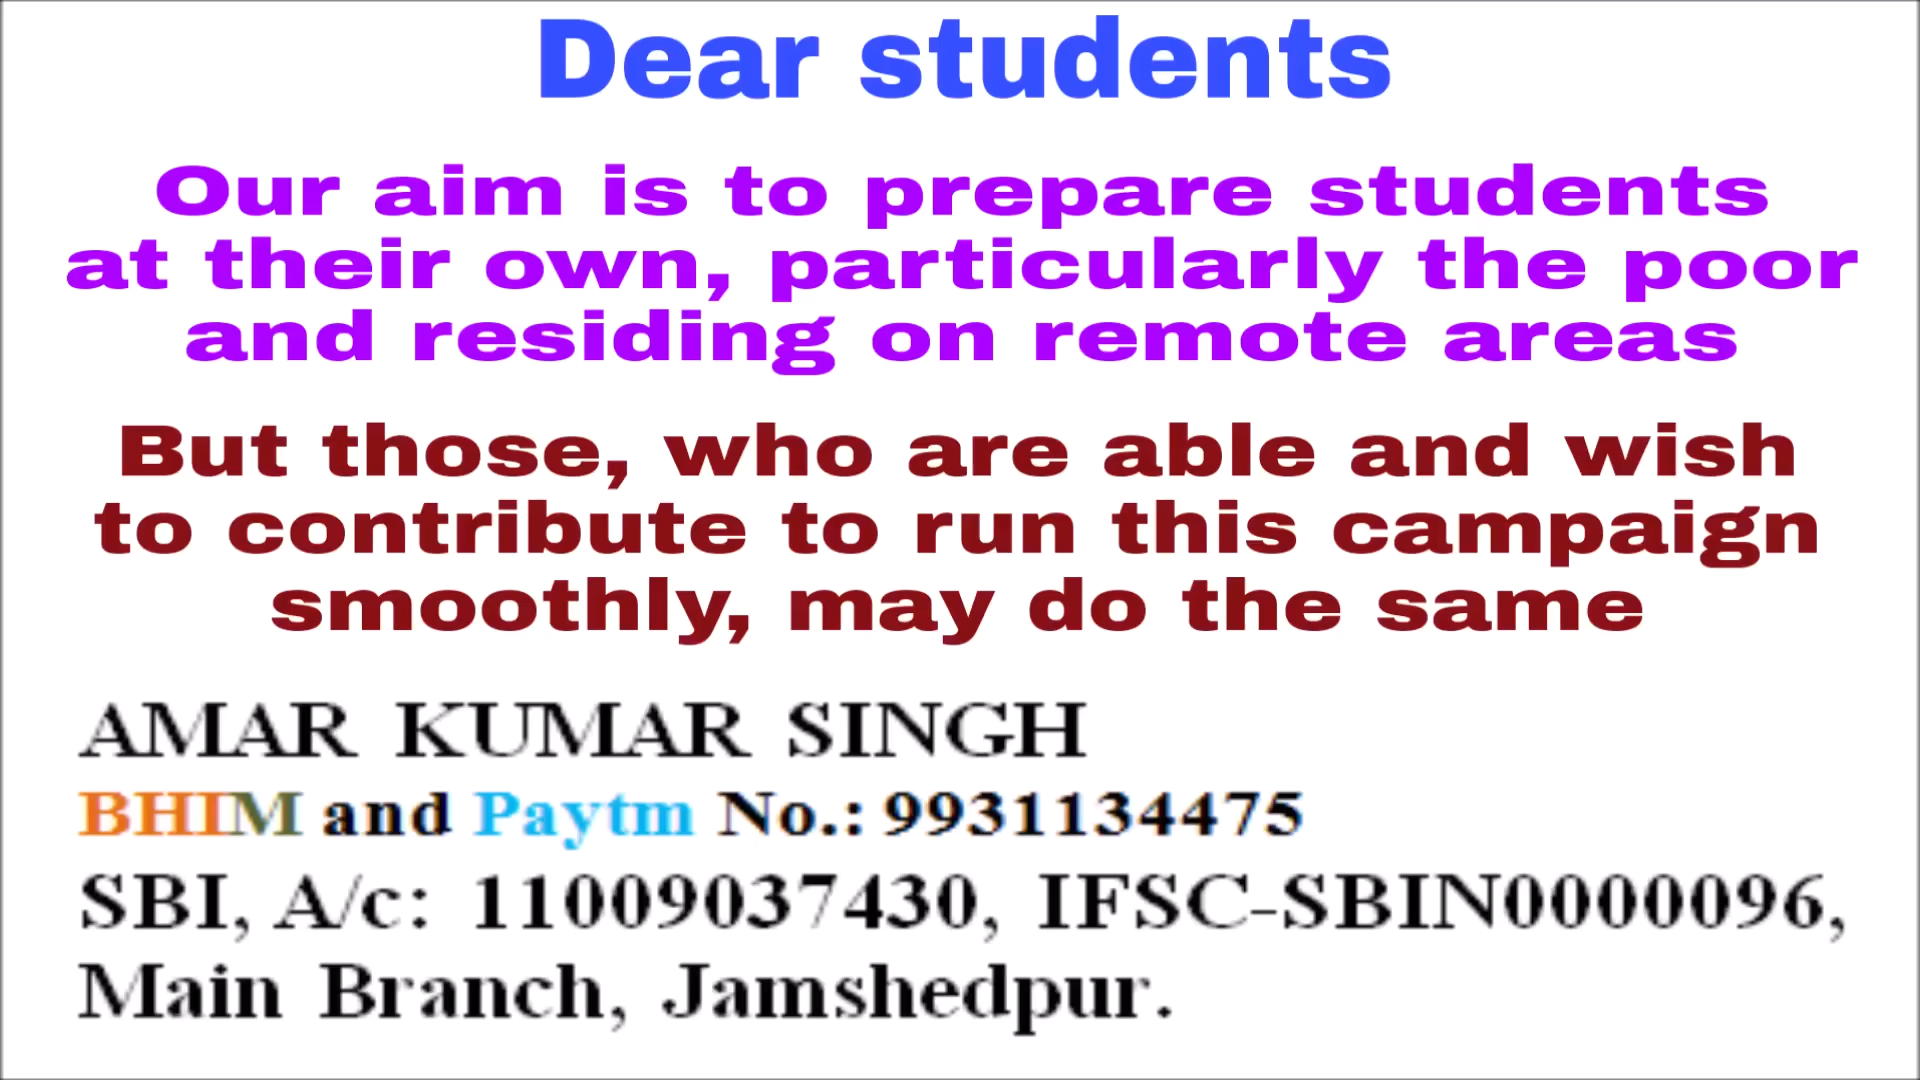 Dear students
Our aim is to prepare students
at their own, particularly the poor
and residing on remote areas
But those, who are able and wish
to contribute to run this campaign
smoothly, may do the same
AMAR KUMAR SINGH
BHIM and Paytm No.: 9931134475
SBI, A/c: 11009037430, IFSC-SBIN0000096,
Main Branch, Jamshedpur.